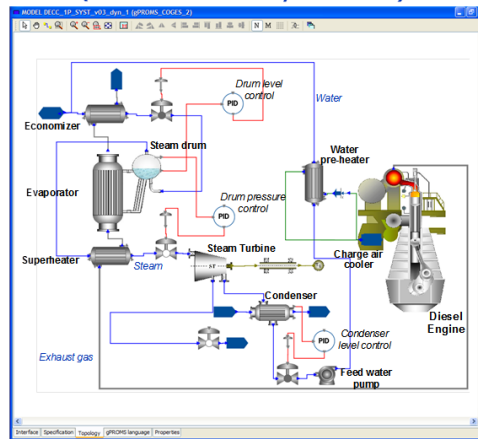 MODEL DECC_1P_SYST_v03_dyn_1 (gPROMS_COGES_2)
N M
Drum level
control
PID
Water
Economizer
Steam drum
Water
pre-heater
Evaporator
Drum pressure
control
PID
Charge air
cooler
Superheater
Steam
Steam Turbine
ST
Condenser
Diesel
Engine
Condenser
level control
PID
Exhaust gas
Feed water
pump
Interface Specification Topology gPROMS language Properties